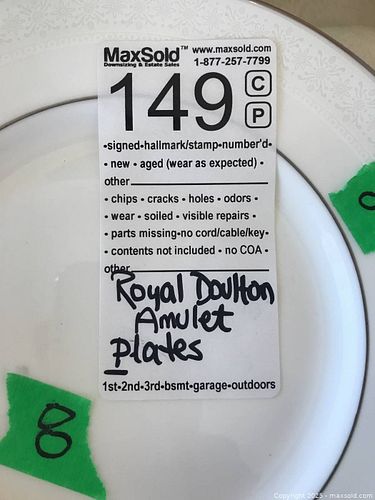 MaxSold™ www.maxsold.com
Downsizing & Estate Sales 1-877-257-7799
149 C
P
•signed•hallmark/stamp•number'd•
• new • aged (wear as expected) •
other
• chips • cracks • holes • odors •
• wear • soiled • visible repairs •
• parts missing-no cord/cable/key•
• contents not included • no COA •
other
Royal Doulton
Amulet
Plates
1st•2nd•3rd•bsmt•garage•outdoors
8
Copyright 2025 - maxsold.com